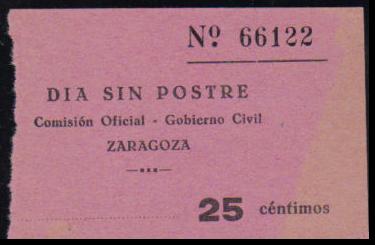 Nº 66122
DIA SIN POSTRE
Comisión Oficial - Gobierno Civil
ZARAGOZA
25 céntimos